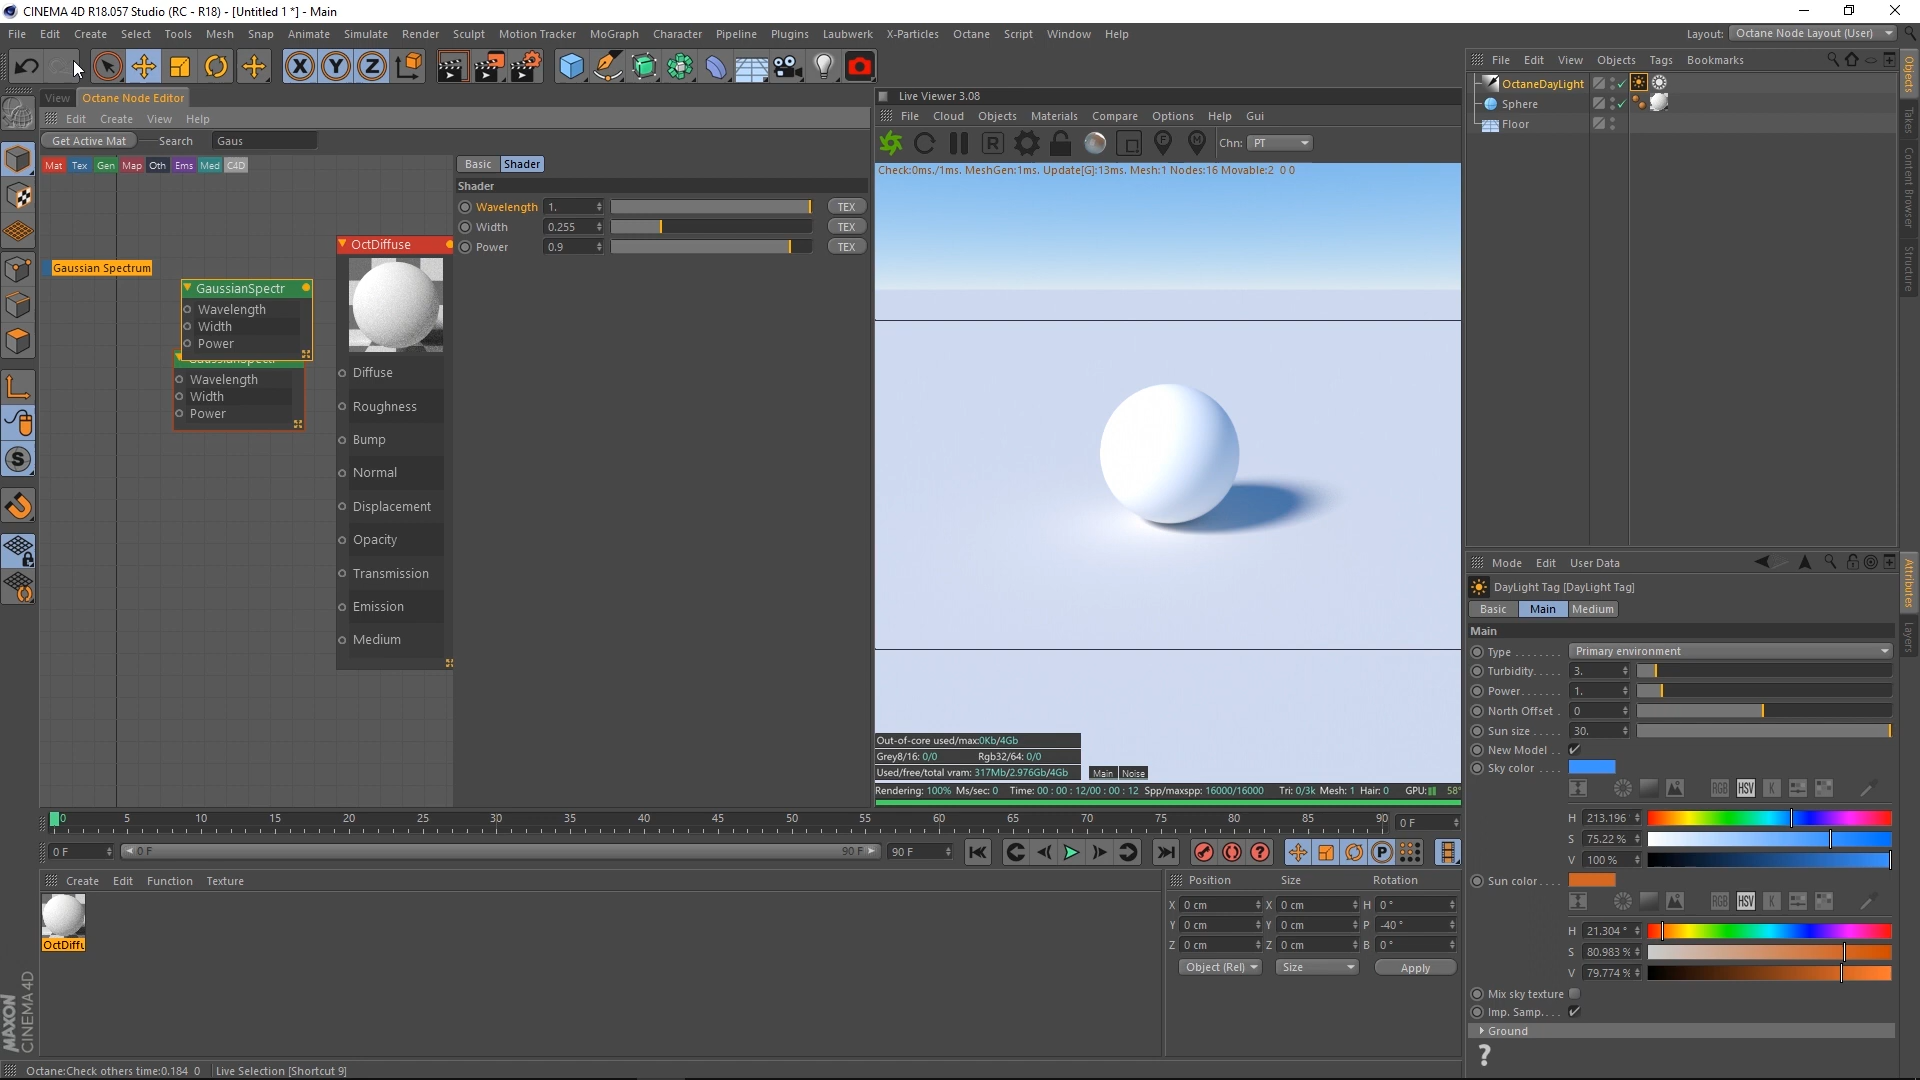 CINEMA 4D R18.057 Studio (RC - R18) - [Untitled 1 *] - Main
File Edit Create Select Tools Mesh Snap Animate Simulate Render Sculpt Motion Tracker MoGraph Character Pipeline Plugins Laubwerk X-Particles Octane Script Window Help
Layout: Octane Node Layout (User)
X Y Z
View Octane Node Editor
Edit Create View Help
Get Active Mat Search Gaus
Mat Tex Gen Map Oth Ems Med C4D
Gaussian Spectrum
GaussianSpectr
Wavelength
Width
Power
Wavelength
Width
Power
OctDiffuse
Diffuse
Roughness
Bump
Normal
Displacement
Opacity
Transmission
Emission
Medium
Basic Shader
Shader
Wavelength 1. TEX
Width 0.255 TEX
Power 0.9 TEX
Live Viewer 3.08
File Cloud Objects Materials Compare Options Help Gui
Chn: PT
Check:0ms./1ms. MeshGen:1ms. Update[G]:13ms. Mesh:1 Nodes:16 Movable:2 0 0
Out-of-core used/max:0Kb/4Gb
Grey8/16: 0/0 Rgb32/64: 0/0
Used/free/total vram: 317Mb/2.976Gb/4Gb Main Noise
Rendering: 100% Ms/sec: 0 Time: 00 : 00 : 12/00 : 00 : 12 Spp/maxspp: 16000/16000 Tri: 0/3k Mesh: 1 Hair: 0 GPU: 58°
File Edit View Objects Tags Bookmarks
OctaneDayLight
Sphere
Floor
Objects
Takes
Content Browser
Structure
Mode Edit User Data
DayLight Tag [DayLight Tag]
Basic Main Medium
Main
Type . . . . . . . . Primary environment
Turbidity. . . . . 3.
Power. . . . . . . 1.
North Offset . 0
Sun size . . . . . 30.
New Model . .
Sky color . . . .
RGB HSV K
H 213.196 °
S 75.22 %
V 100 %
Sun color . . . .
RGB HSV K
H 21.304 °
S 80.983 %
V 79.774 %
Mix sky texture
Imp. Samp. . . .
Ground
?
Attributes
Layers
0 5 10 15 20 25 30 35 40 45 50 55 60 65 70 75 80 85 90 0 F
0 F 0 F 90 F 90 F
Create Edit Function Texture
OctDiffu
Position Size Rotation
X 0 cm X 0 cm H 0 °
Y 0 cm Y 0 cm P -40 °
Z 0 cm Z 0 cm B 0 °
Object (Rel) Size Apply
MAXON CINEMA 4D
Octane:Check others time:0.184 0 Live Selection [Shortcut 9]